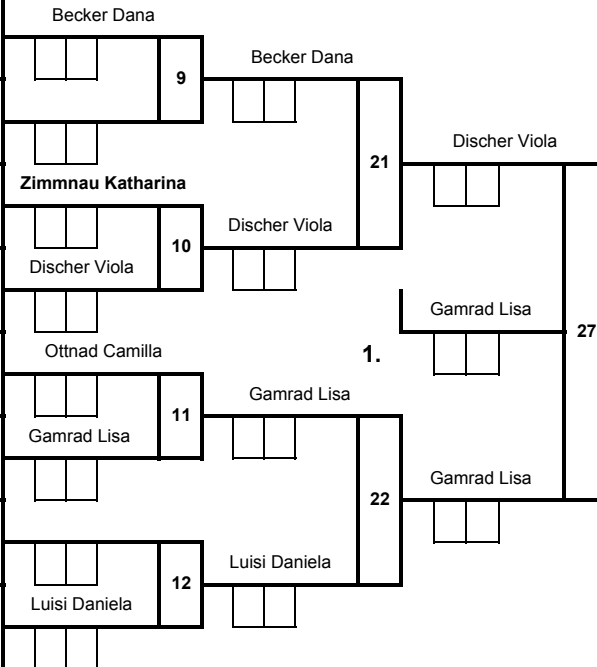 Becker Dana
9
Becker Dana
21
Discher Viola
Zimmnau Katharina
10
Discher Viola
Discher Viola
Gamrad Lisa
27
1.
Ottnad Camilla
11
Gamrad Lisa
Gamrad Lisa
22
Gamrad Lisa
12
Luisi Daniela
Luisi Daniela